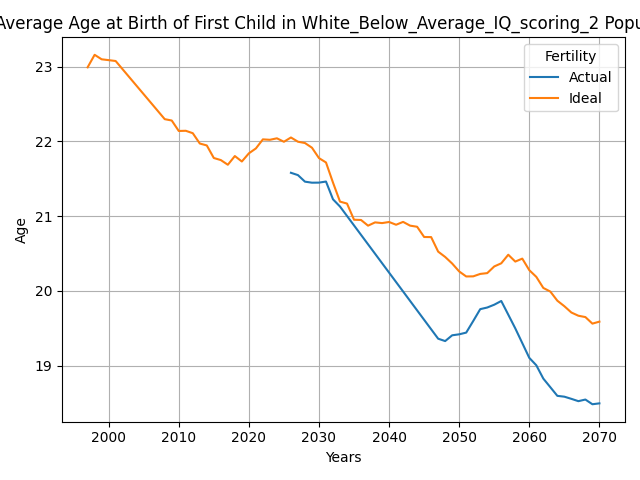 Average Age at Birth of First Child in White_Below_Average_IQ_scoring_2
Fertility
Actual
Ideal
23
22
21
20
19
Age
2000 2010 2020 2030 2040 2050 2060 2070
Years